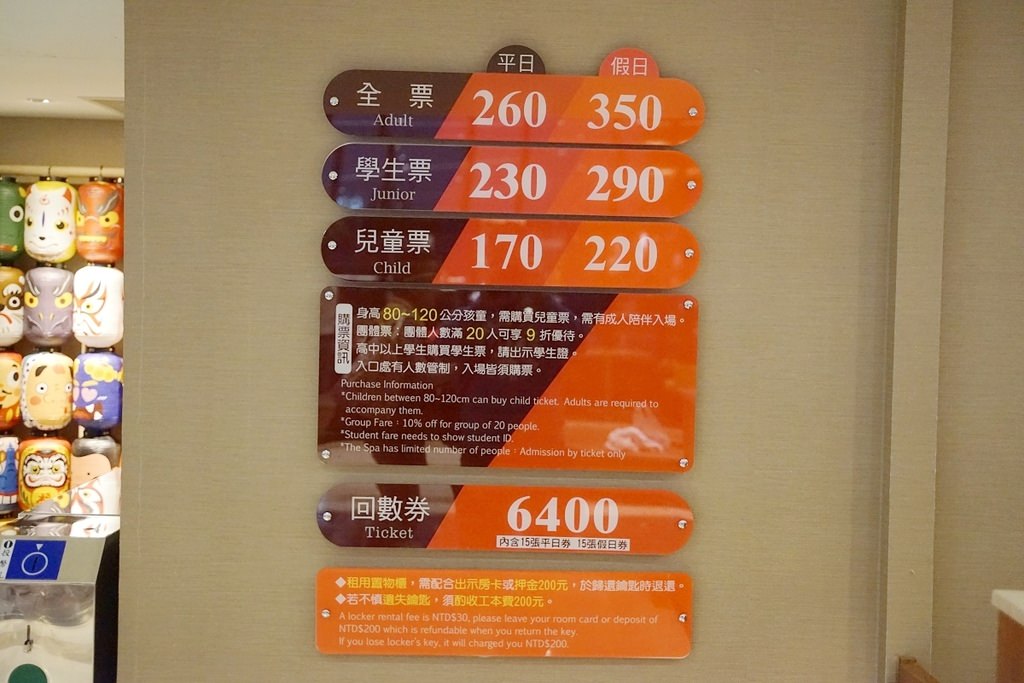 平日 假日
全 票 260 350
Adult
學生票 230 290
Junior
兒童票 170 220
Child
購票資訊
身高80~120公分孩童，需購買兒童票，需有成人陪伴入場。
團體票：團體人數滿 20 人可享 9 折優待。
高中以上學生購買學生票，請出示學生證。
入口處有人數管制，入場皆須購票。
Purchase Information
*Children between 80~120cm can buy child ticket. Adults are required to
accompany them.
*Group Fare：10% off for group of 20 people.
*Student fare needs to show student ID.
*The Spa has limited number of people：Admission by ticket only
回數券 6400
Ticket
內含15張平日券 15張假日券
◆租用置物櫃，需配合出示房卡或押金200元，於歸還鑰匙時退還。
◆若不慎遺失鑰匙，須酌收工本費200元。
A locker rental fee is NTD$30, please leave your room card or deposit of
NTD$200 which is refundable when you return the key.
If you lose locker's key, it will charged you NTD$200.